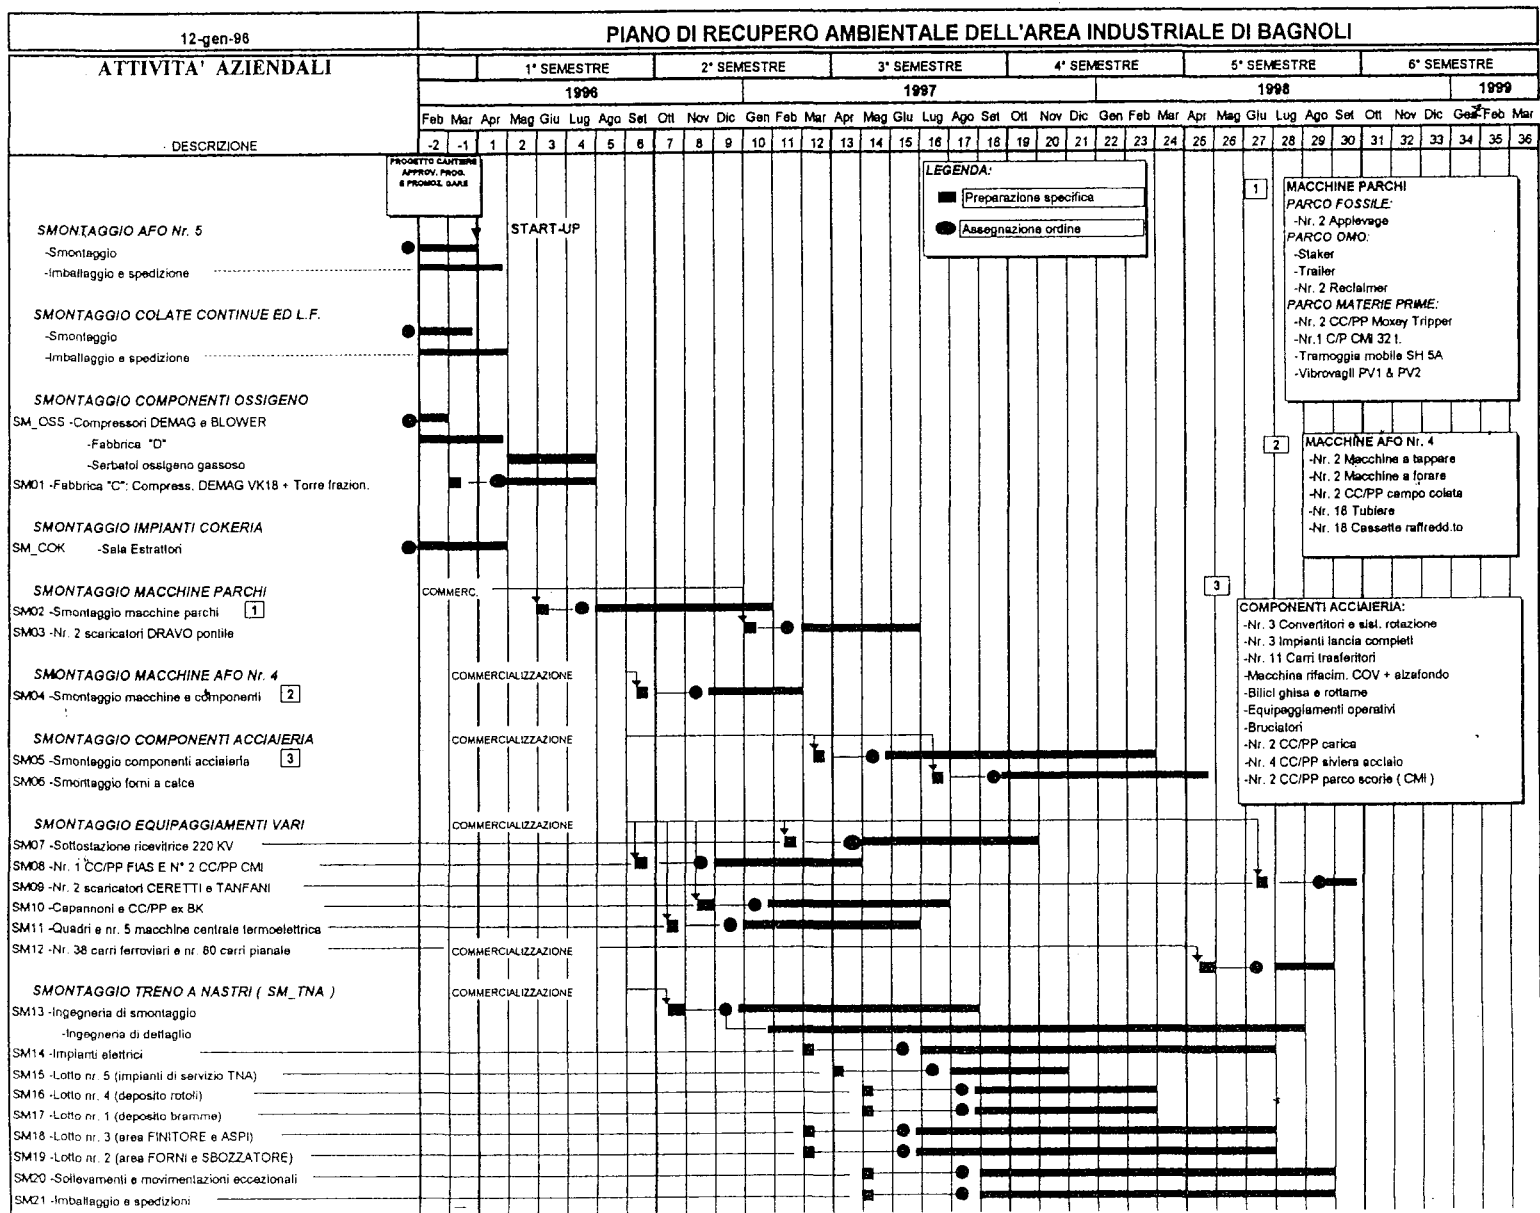 12-gen-96
PIANO DI RECUPERO AMBIENTALE DELL'AREA INDUSTRIALE DI BAGNOLI
ATTIVITA' AZIENDALI
1° SEMESTRE 2° SEMESTRE 3° SEMESTRE 4° SEMESTRE 5° SEMESTRE 6° SEMESTRE
1996 1997 1998 1999
Feb Mar Apr Mag Giu Lug Ago Set Ott Nov Dic Gen Feb Mar Apr Mag Giu Lug Ago Set Ott Nov Dic Gen Feb Mar Apr Mag Giu Lug Ago Set Ott Nov Dic Gen Feb Mar
DESCRIZIONE
-2 -1 1 2 3 4 5 6 7 8 9 10 11 12 13 14 15 16 17 18 19 20 21 22 23 24 25 26 27 28 29 30 31 32 33 34 35 36
PROGETTO CANTIERE
APPROV. PROG.
E PROMOZ. GARE
START-UP
LEGENDA:
Preparazione specifica
Assegnazione ordine
1
MACCHINE PARCHI
PARCO FOSSILE:
-Nr. 2 Applevage
PARCO OMO:
-Staker
-Trailer
-Nr. 2 Reclaimer
PARCO MATERIE PRIME:
-Nr. 2 CC/PP Moxey Tripper
-Nr.1 C/P CMI 32 t.
-Tramoggia mobile SH 5A
-Vibrovagli PV1 & PV2
2
MACCHINE AFO Nr. 4
-Nr. 2 Macchine a tappare
-Nr. 2 Macchine a forare
-Nr. 2 CC/PP campo colata
-Nr. 18 Tubiere
-Nr. 18 Cassette raffredd.to
3
COMPONENTI ACCIAIERIA:
-Nr. 3 Convertitori e sist. rotazione
-Nr. 3 Impianti lancia completi
-Nr. 11 Carri trasferitori
-Macchina rifacim. COV + alzafondo
-Bilici ghisa e rottame
-Equipaggiamenti operativi
-Bruciatori
-Nr. 2 CC/PP carica
-Nr. 4 CC/PP siviera acciaio
-Nr. 2 CC/PP parco scorie ( CMI )
SMONTAGGIO AFO Nr. 5
-Smontaggio
-Imballaggio e spedizione
SMONTAGGIO COLATE CONTINUE ED L.F.
-Smontaggio
-Imballaggio e spedizione
SMONTAGGIO COMPONENTI OSSIGENO
SM_OSS -Compressori DEMAG e BLOWER
-Fabbrica "D"
-Serbatoi ossigeno gassoso
SM01 -Fabbrica "C": Compress. DEMAG VK18 + Torre frazion.
SMONTAGGIO IMPIANTI COKERIA
SM_COK -Sala Estrattori
SMONTAGGIO MACCHINE PARCHI
COMMERC.
SM02 -Smontaggio macchine parchi 1
SM03 -Nr. 2 scaricatori DRAVO pontile
SMONTAGGIO MACCHINE AFO Nr. 4
COMMERCIALIZZAZIONE
SM04 -Smontaggio macchine e componenti 2
SMONTAGGIO COMPONENTI ACCIAIERIA
COMMERCIALIZZAZIONE
SM05 -Smontaggio componenti acciaieria 3
SM06 -Smontaggio forni a calce
SMONTAGGIO EQUIPAGGIAMENTI VARI
COMMERCIALIZZAZIONE
SM07 -Sottostazione ricevitrice 220 KV
SM08 -Nr. 1 CC/PP FIAS E N° 2 CC/PP CMI
SM09 -Nr. 2 scaricatori CERETTI e TANFANI
SM10 -Capannoni e CC/PP ex BK
SM11 -Quadri e nr. 5 macchine centrale termoelettrica
SM12 -Nr. 38 carri ferroviari e nr. 80 carri pianale
COMMERCIALIZZAZIONE
SMONTAGGIO TRENO A NASTRI ( SM_TNA )
COMMERCIALIZZAZIONE
SM13 -Ingegneria di smontaggio
-Ingegneria di dettaglio
SM14 -Impianti elettrici
SM15 -Lotto nr. 5 (impianti di servizio TNA)
SM16 -Lotto nr. 4 (deposito rotoli)
SM17 -Lotto nr. 1 (deposito bramme)
SM18 -Lotto nr. 3 (area FINITORE e ASPI)
SM19 -Lotto nr. 2 (area FORNI e SBOZZATORE)
SM20 -Sollevamenti e movimentazioni eccezionali
SM21 -Imballaggio e spedizioni